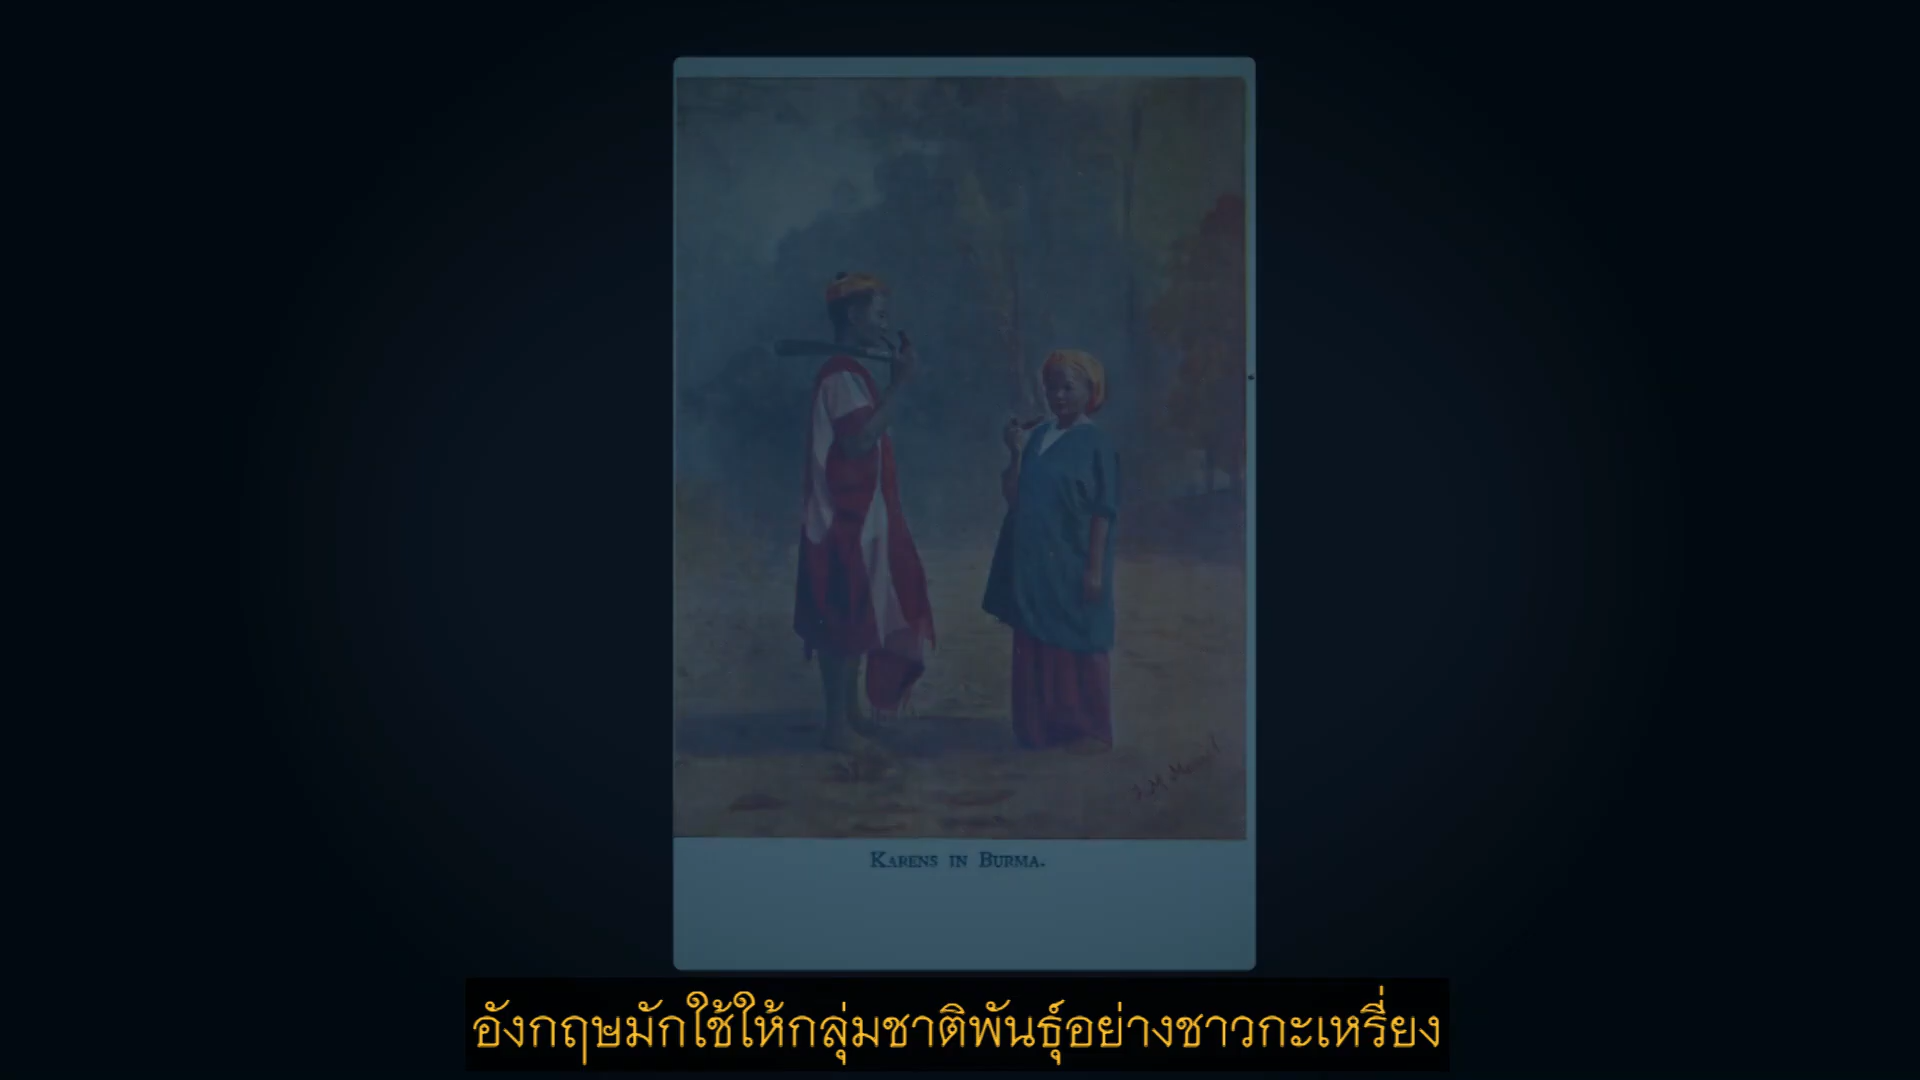 KARENS IN BURMA.
อังกฤษมักใช้ให้กลุ่มชาติพันธุ์อย่างชาวกะเหรี่ยง